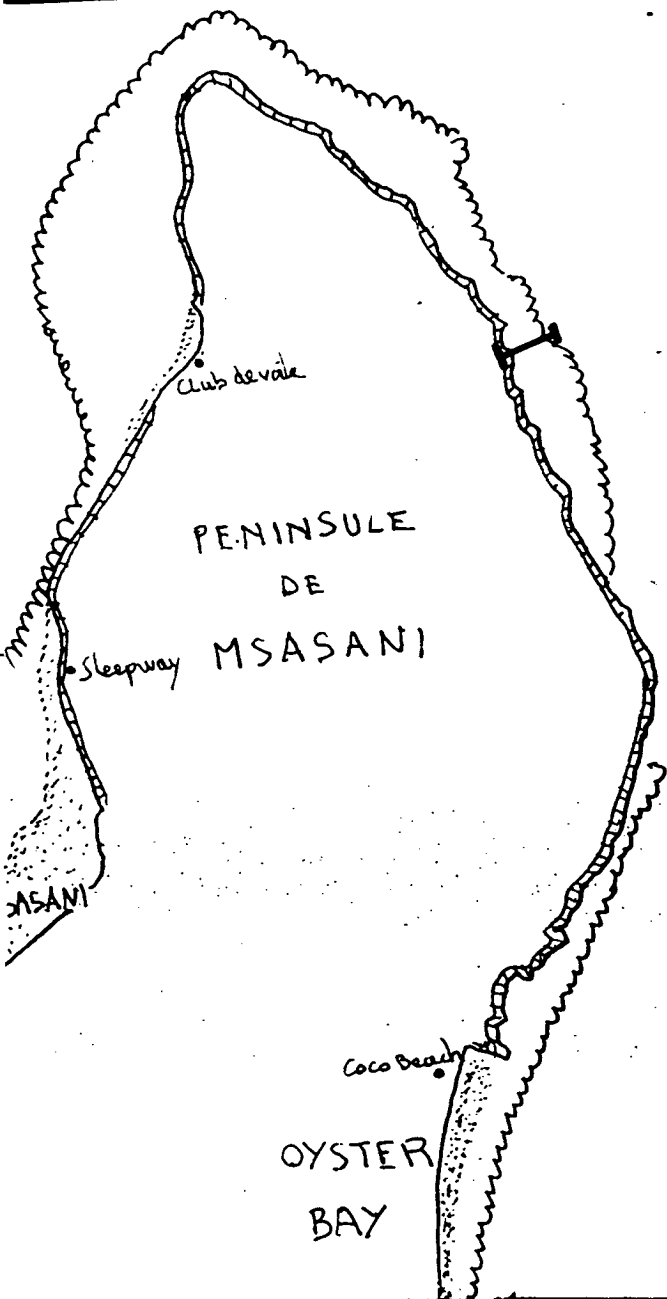 Club de voile
PENINSULE
DE
MSASANI
Sleepway
ASANI
Coco Beach
OYSTER
BAY